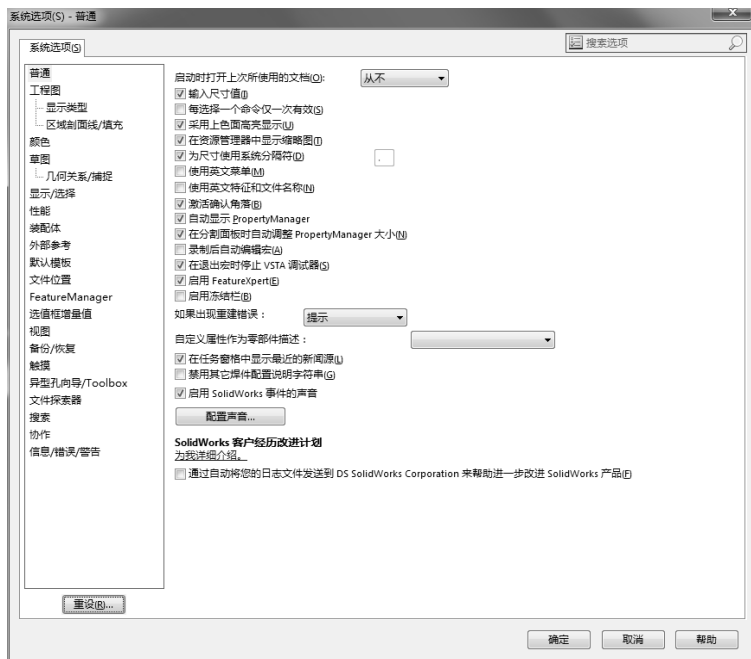 系统选项(S) - 普通
系统选项(S)
搜索选项
普通
工程图
显示类型
区域剖面线/填充
颜色
草图
几何关系/捕捉
显示/选择
性能
装配体
外部参考
默认模板
文件位置
FeatureManager
选值框增量值
视图
备份/恢复
触摸
异型孔向导/Toolbox
文件探索器
搜索
协作
信息/错误/警告
重设(R)...
启动时打开上次所使用的文档(O):
从不
输入尺寸值(I)
每选择一个命令仅一次有效(S)
采用上色面高亮显示(U)
在资源管理器中显示缩略图(T)
为尺寸使用系统分隔符(D)
.
使用英文菜单(M)
使用英文特征和文件名称(N)
激活确认角落(B)
自动显示 PropertyManager
在分割面板时自动调整 PropertyManager 大小(N)
录制后自动编辑宏(A)
在退出宏时停止 VSTA 调试器(S)
启用 FeatureXpert(E)
启用冻结栏(B)
如果出现重建错误：
提示
自定义属性作为零部件描述：
在任务窗格中显示最近的新闻源(L)
禁用其它焊件配置说明字符串(G)
启用 SolidWorks 事件的声音
配置声音...
SolidWorks 客户经历改进计划
为我详细介绍。
通过自动将您的日志文件发送到 DS SolidWorks Corporation 来帮助进一步改进 SolidWorks 产品(F)
确定
取消
帮助